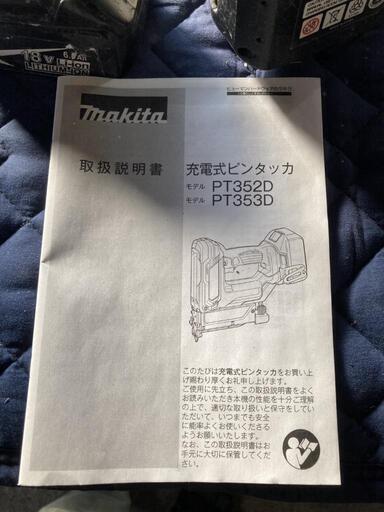 18V Li-ion
LITHIUM-ION
makita
取扱説明書
充電式ピンタッカ
モデル PT352D
モデル PT353D
このたびは充電式ピンタッカをお買い上
げ賜わり厚くお礼申し上げます。
ご使用に先立ち、この取扱説明書をよく
お読みいただき本機の性能を十分ご理解
の上で、適切な取り扱いと保守をしてい
ただいて、いつまでも安全
に能率よくお使いくださる
ようお願いいたします。
なお、この取扱説明書はお
手元に大切に保管してくだ
さい。